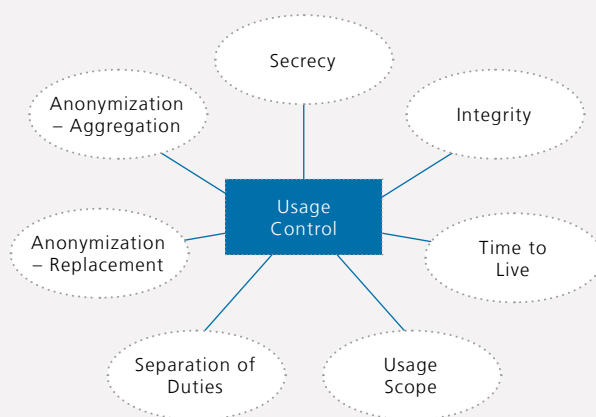 Secrecy
Anonymization
– Aggregation
Integrity
Usage
Control
Anonymization
– Replacement
Time to
Live
Separation of
Duties
Usage
Scope